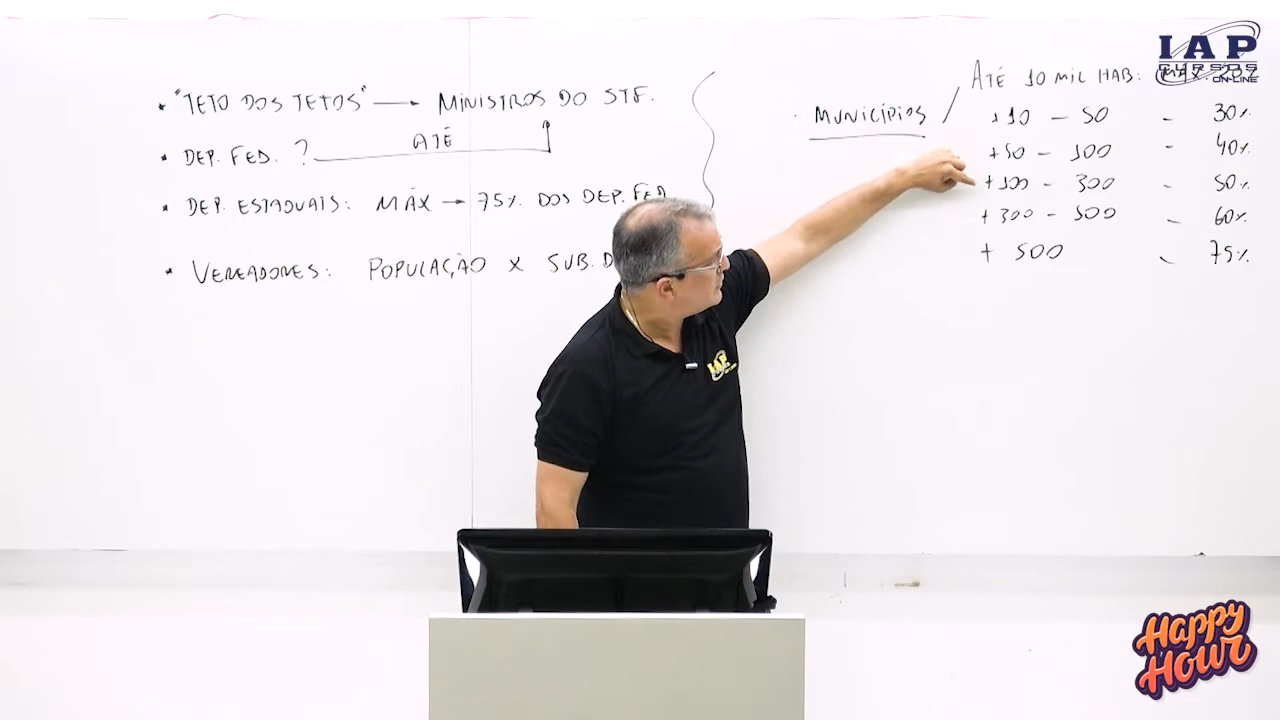 • "TETO DOS TETOS" → MINISTROS DO STF.
• DEP. FED. ? ATÉ
• DEP. ESTADUAIS: MÁX → 75% DOS DEP. FED.
• VEREADORES: POPULAÇÃO X SUB. D
• MUNICÍPIOS /
ATÉ 10 MIL HAB: MÁX. 20%
+10 - 50 - 30%
+50 - 100 - 40%
+100 - 300 - 50%
+300 - 500 - 60%
+ 500 - 75%
IAP
CURSOS
ON-LINE
IAP
Happy
Hour